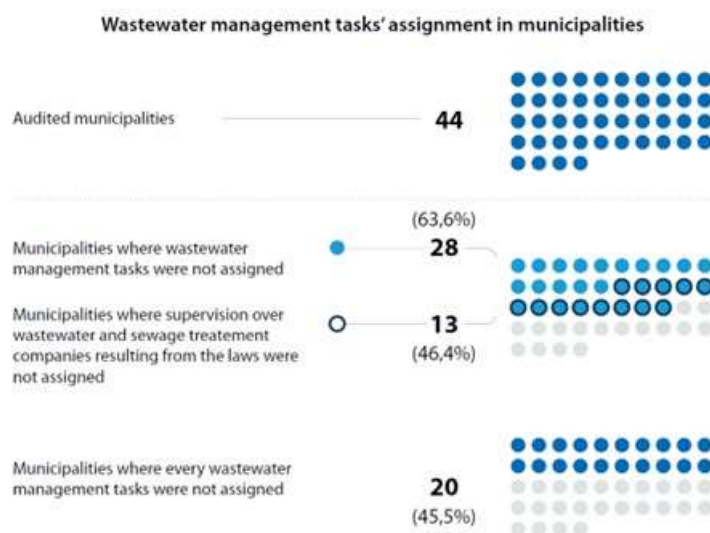 Wastewater management tasks' assignment in municipalities
Audited municipalities
44
(63,6%)
Municipalities where wastewater
management tasks were not assigned
28
Municipalities where supervision over
wastewater and sewage treatement
companies resulting from the laws were
not assigned
13
(46,4%)
Municipalities where every wastewater
management tasks were not assigned
20
(45,5%)